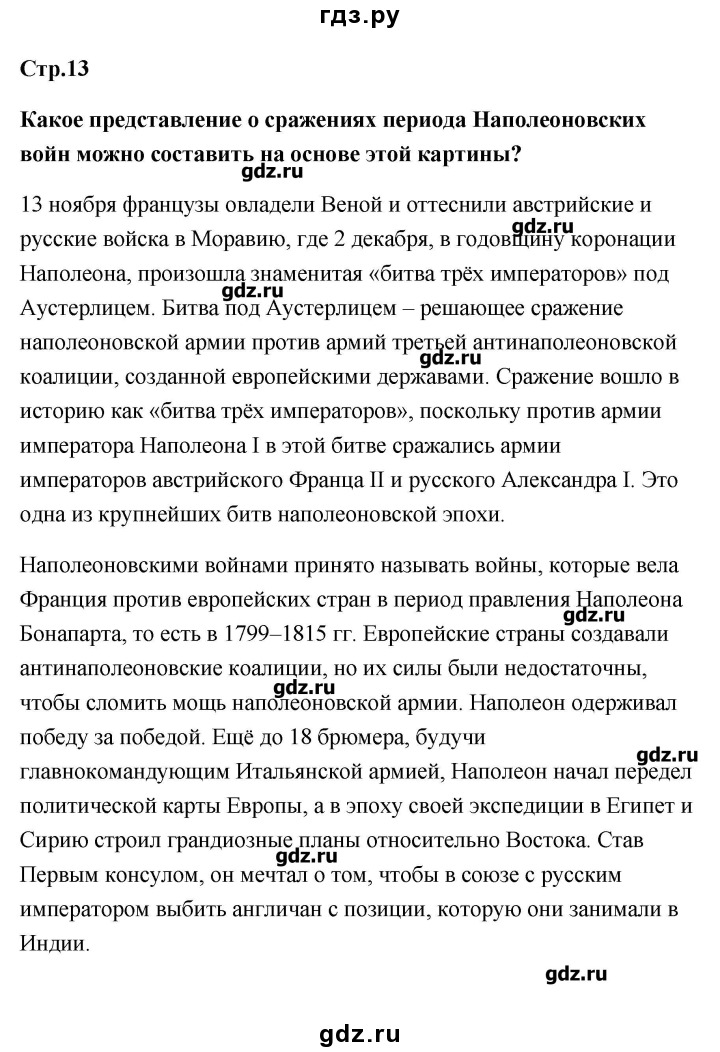 гдз.ру
Стр.13
Какое представление о сражениях периода Наполеоновских
войн можно составить на основе этой картины?
gdz.ru
13 ноября французы овладели Веной и оттеснили австрийские и
gdz.ru
русские войска в Моравию, где 2 декабря, в годовщину коронации
Наполеона, произошла знаменитая «битва трёх императоров» под
gdz.ru
Аустерлицем. Битва под Аустерлицем – решающее сражение
наполеоновской армии против армий третьей антинаполеоновской
gdz.ru
коалиции, созданной европейскими державами. Сражение вошло в
историю как «битва трёх императоров», поскольку против армии
императора Наполеона I в этой битве сражались армии
императоров австрийского Франца II и русского Александра I. Это
одна из крупнейших битв наполеоновской эпохи.
Наполеоновскими войнами принято называть войны, которые вела
Франция против европейских стран в период правления Наполеона
gdz.ru
Бонапарта, то есть в 1799–1815 гг. Европейские страны создавали
антинаполеоновские коалиции, но их силы были недостаточны,
gdz.ru
чтобы сломить мощь наполеоновской армии. Наполеон одерживал
победу за победой. Ещё до 18 брюмера, будучи
gdz.ru
главнокомандующим Итальянской армией, Наполеон начал передел
политической карты Европы, а в эпоху своей экспедиции в Египет и
Сирию строил грандиозные планы относительно Востока. Став
gdz.ru
Первым консулом, он мечтал о том, чтобы в союзе с русским
императором выбить англичан с позиции, которую они занимали в
Индии.
gdz.ru
gdz.ru